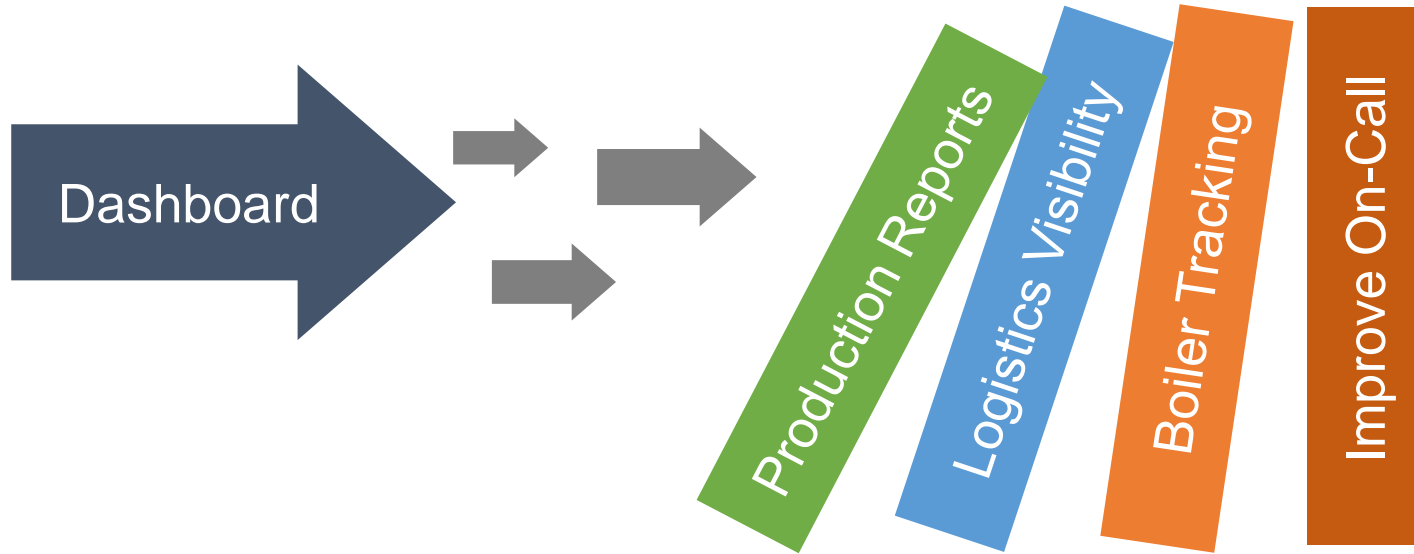 Dashboard
Production Reports
Logistics Visibility
Boiler Tracking
Improve On-Call